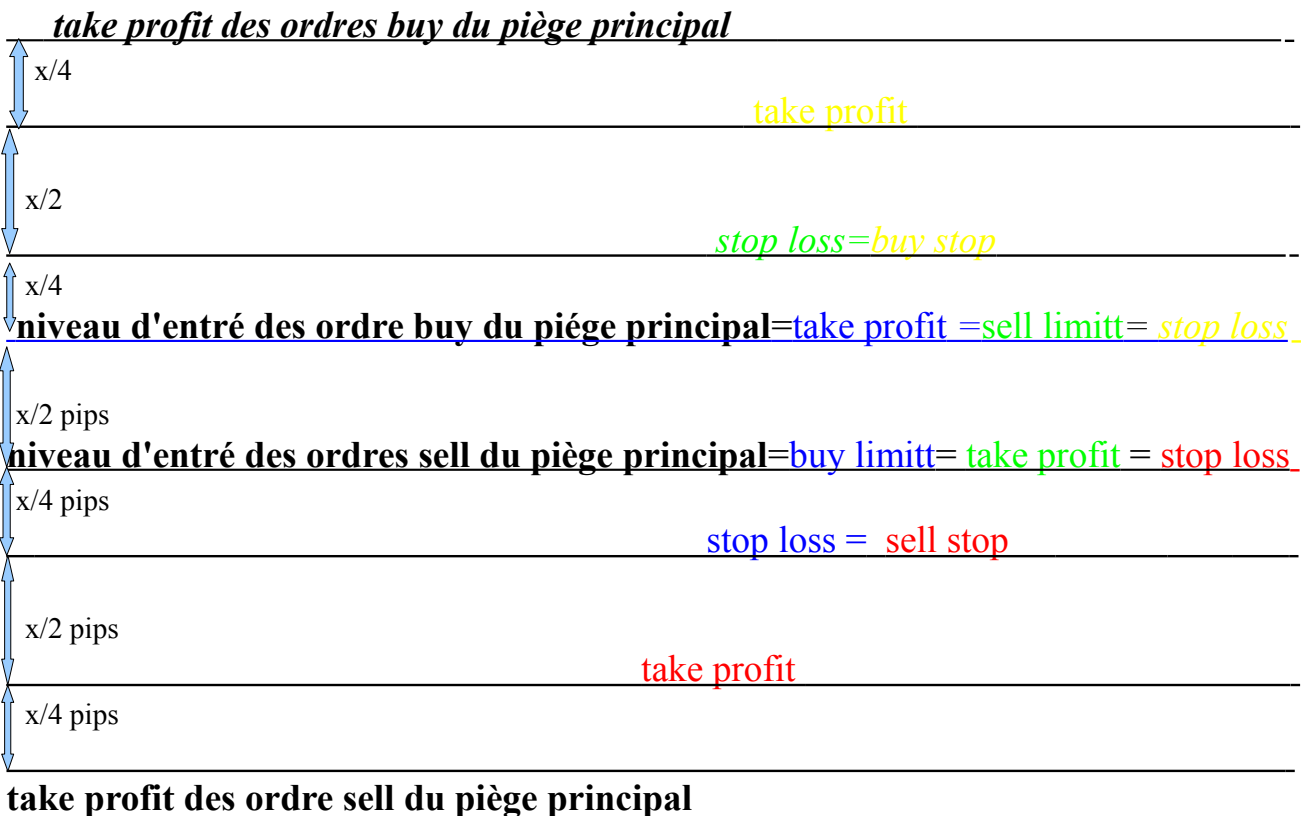 take profit des ordres buy du piège principal
x/4
take profit
x/2
stop loss=buy stop
x/4
niveau d'entré des ordre buy du piége principal=take profit =sell limitt= stop loss
x/2 pips
niveau d'entré des ordres sell du piège principal=buy limitt= take profit = stop loss
x/4 pips
stop loss = sell stop
x/2 pips
take profit
x/4 pips
take profit des ordre sell du piège principal